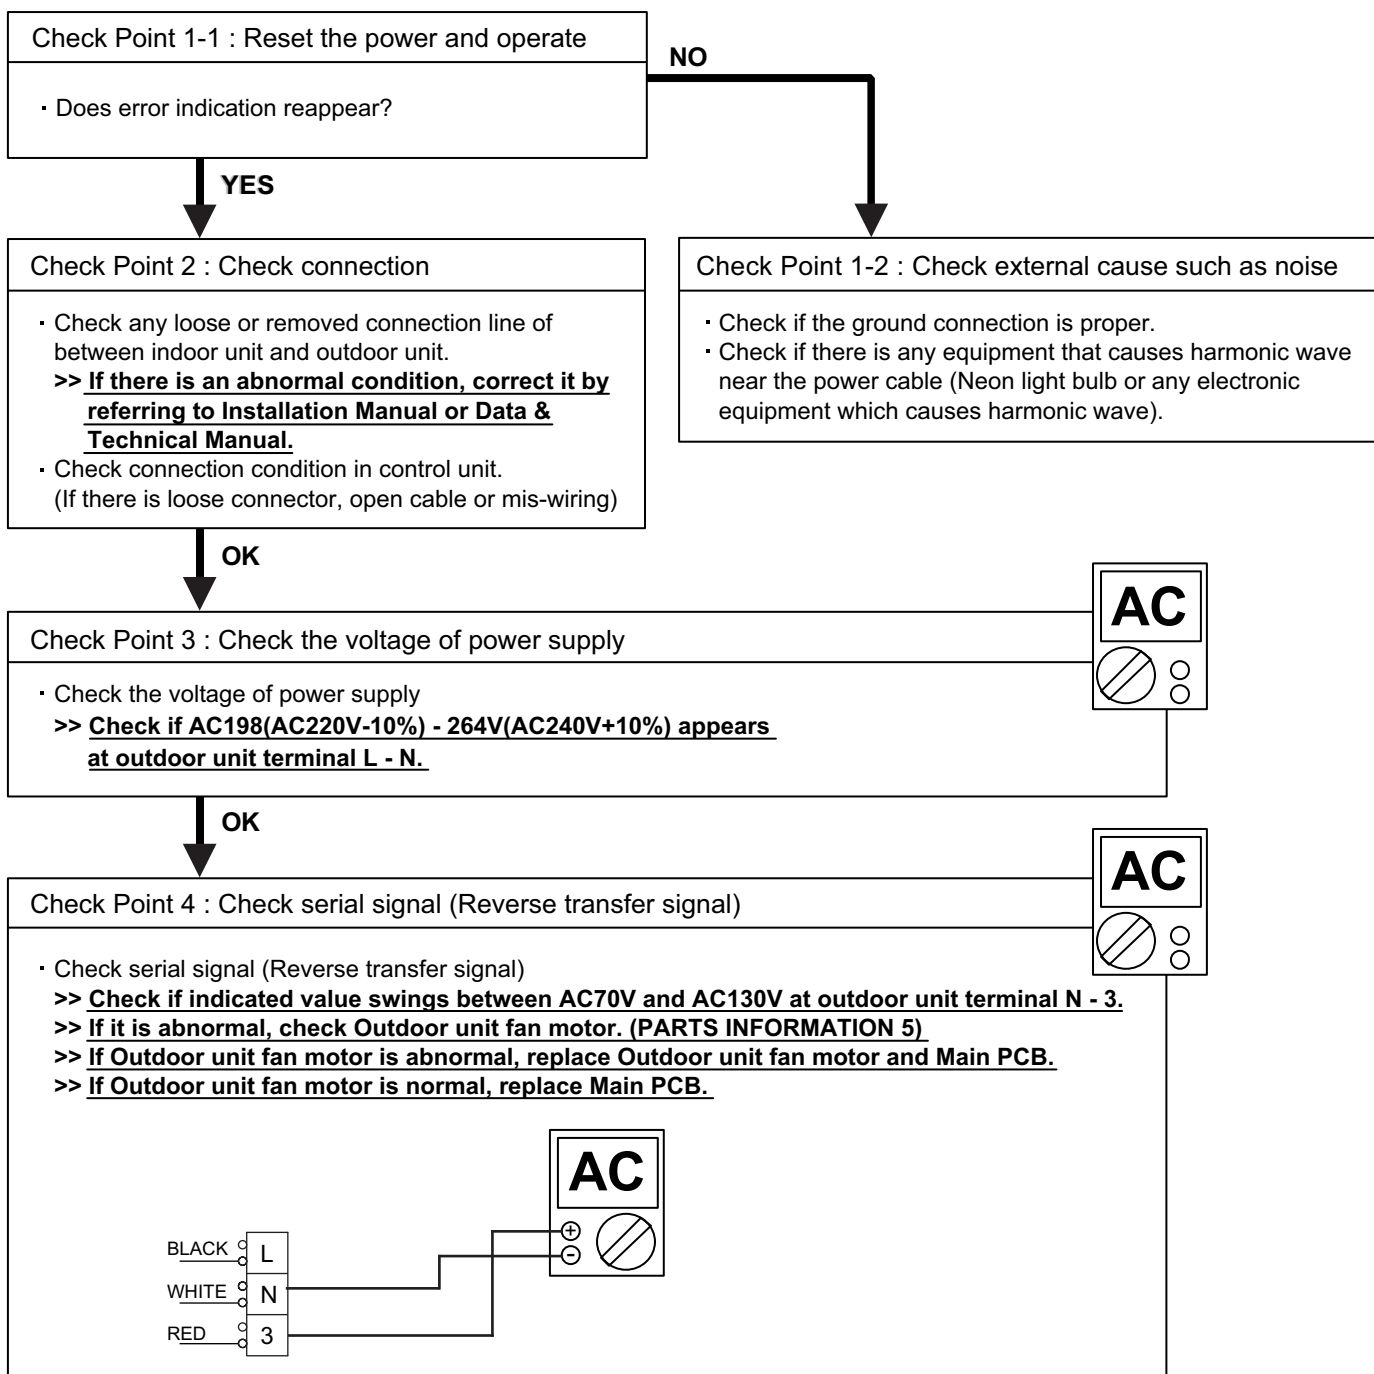 Check Point 1-1 : Reset the power and operate
NO
· Does error indication reappear?
YES
Check Point 2 : Check connection
· Check any loose or removed connection line of
between indoor unit and outdoor unit.
>> If there is an abnormal condition, correct it by
referring to Installation Manual or Data &
Technical Manual.
· Check connection condition in control unit.
(If there is loose connector, open cable or mis-wiring)
Check Point 1-2 : Check external cause such as noise
· Check if the ground connection is proper.
· Check if there is any equipment that causes harmonic wave
near the power cable (Neon light bulb or any electronic
equipment which causes harmonic wave).
OK
AC
Check Point 3 : Check the voltage of power supply
· Check the voltage of power supply
>> Check if AC198(AC220V-10%) - 264V(AC240V+10%) appears
at outdoor unit terminal L - N.
OK
AC
Check Point 4 : Check serial signal (Reverse transfer signal)
· Check serial signal (Reverse transfer signal)
>> Check if indicated value swings between AC70V and AC130V at outdoor unit terminal N - 3.
>> If it is abnormal, check Outdoor unit fan motor. (PARTS INFORMATION 5)
>> If Outdoor unit fan motor is abnormal, replace Outdoor unit fan motor and Main PCB.
>> If Outdoor unit fan motor is normal, replace Main PCB.
AC
+
-
BLACK L
WHITE N
RED 3